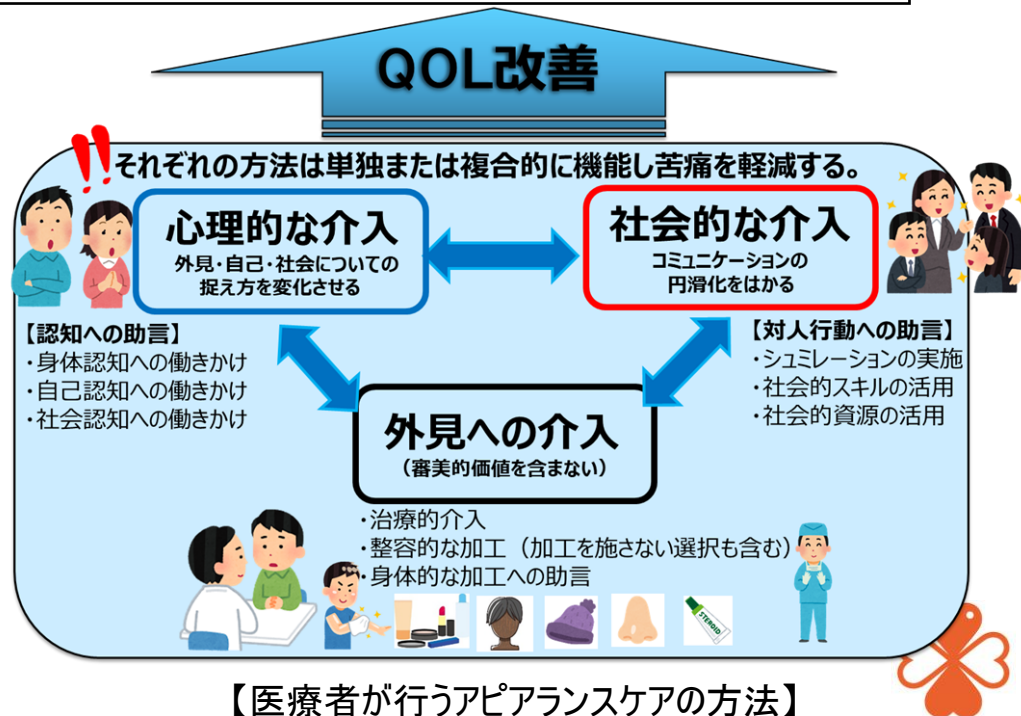 QOL改善
それぞれの方法は単独または複合的に機能し苦痛を軽減する。
心理的な介入
外見・自己・社会についての
捉え方を変化させる
社会的な介入
コミュニケーションの
円滑化をはかる
【認知への助言】
・身体認知への働きかけ
・自己認知への働きかけ
・社会認知への働きかけ
【対人行動への助言】
・シュミレーションの実施
・社会的スキルの活用
・社会的資源の活用
外見への介入
（審美的価値を含まない）
・治療的介入
・整容的な加工（加工を施さない選択も含む）
・身体的な加工への助言
STEROID
【医療者が行うアピアランスケアの方法】